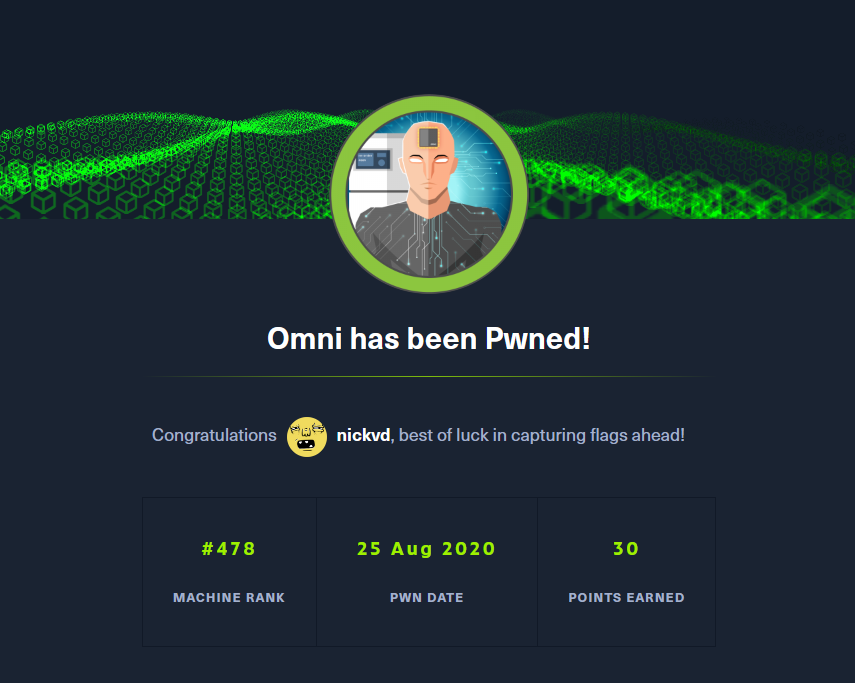 Omni has been Pwned!
Congratulations nickvd, best of luck in capturing flags ahead!
#478 25 Aug 2020 30
MACHINE RANK PWN DATE POINTS EARNED